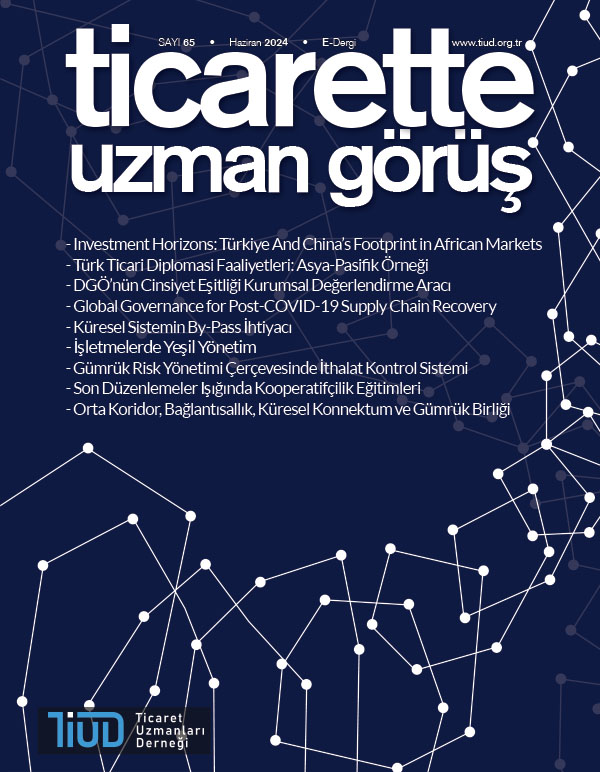 SAYI 65 • Haziran 2024 • E-Dergi www.tiud.org.tr
ticarette
uzman görüş
- Investment Horizons: Türkiye And China's Footprint in African Markets
- Türk Ticari Diplomasi Faaliyetleri: Asya-Pasifik Örneği
- DGÖ'nün Cinsiyet Eşitliği Kurumsal Değerlendirme Aracı
- Global Governance for Post-COVID-19 Supply Chain Recovery
- Küresel Sistemin By-Pass İhtiyacı
- İşletmelerde Yeşil Yönetim
- Gümrük Risk Yönetimi Çerçevesinde İthalat Kontrol Sistemi
- Son Düzenlemeler Işığında Kooperatifçilik Eğitimleri
- Orta Koridor, Bağlantısallık, Küresel Konnektum ve Gümrük Birliği
TİUD
Ticaret
Uzmanları
Derneği